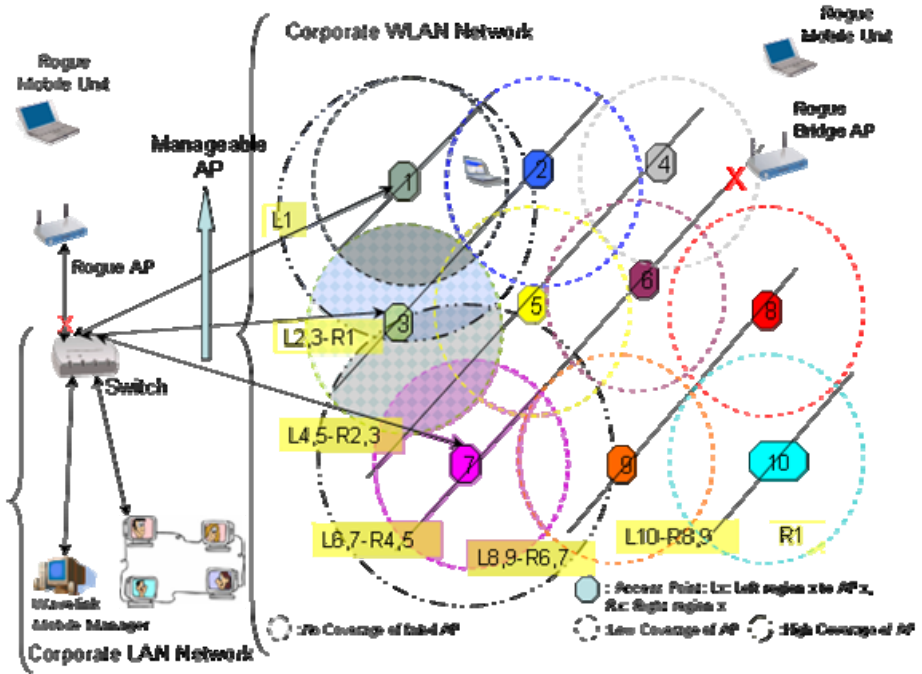 Corporate WLAN Network
Rogue
Mobile Unit
Rogue
Mobile Unit
Rogue
Bridge AP
Manageable
AP
1
2
4
X
L1
Rogue AP
6
5
8
3
X
L2,3-R1
Switch
L4,5-R2,3
7
9
10
L6,7-R4,5
L8,9-R6,7
L10-R8,9
R1
: Access Point: Lx: Left region x to AP x,
Rx: Right region x
Wavelink
Mobile Manager
:No Coverage of failed AP
:Low Coverage of AP
:High Coverage of AP
Corporate LAN Network